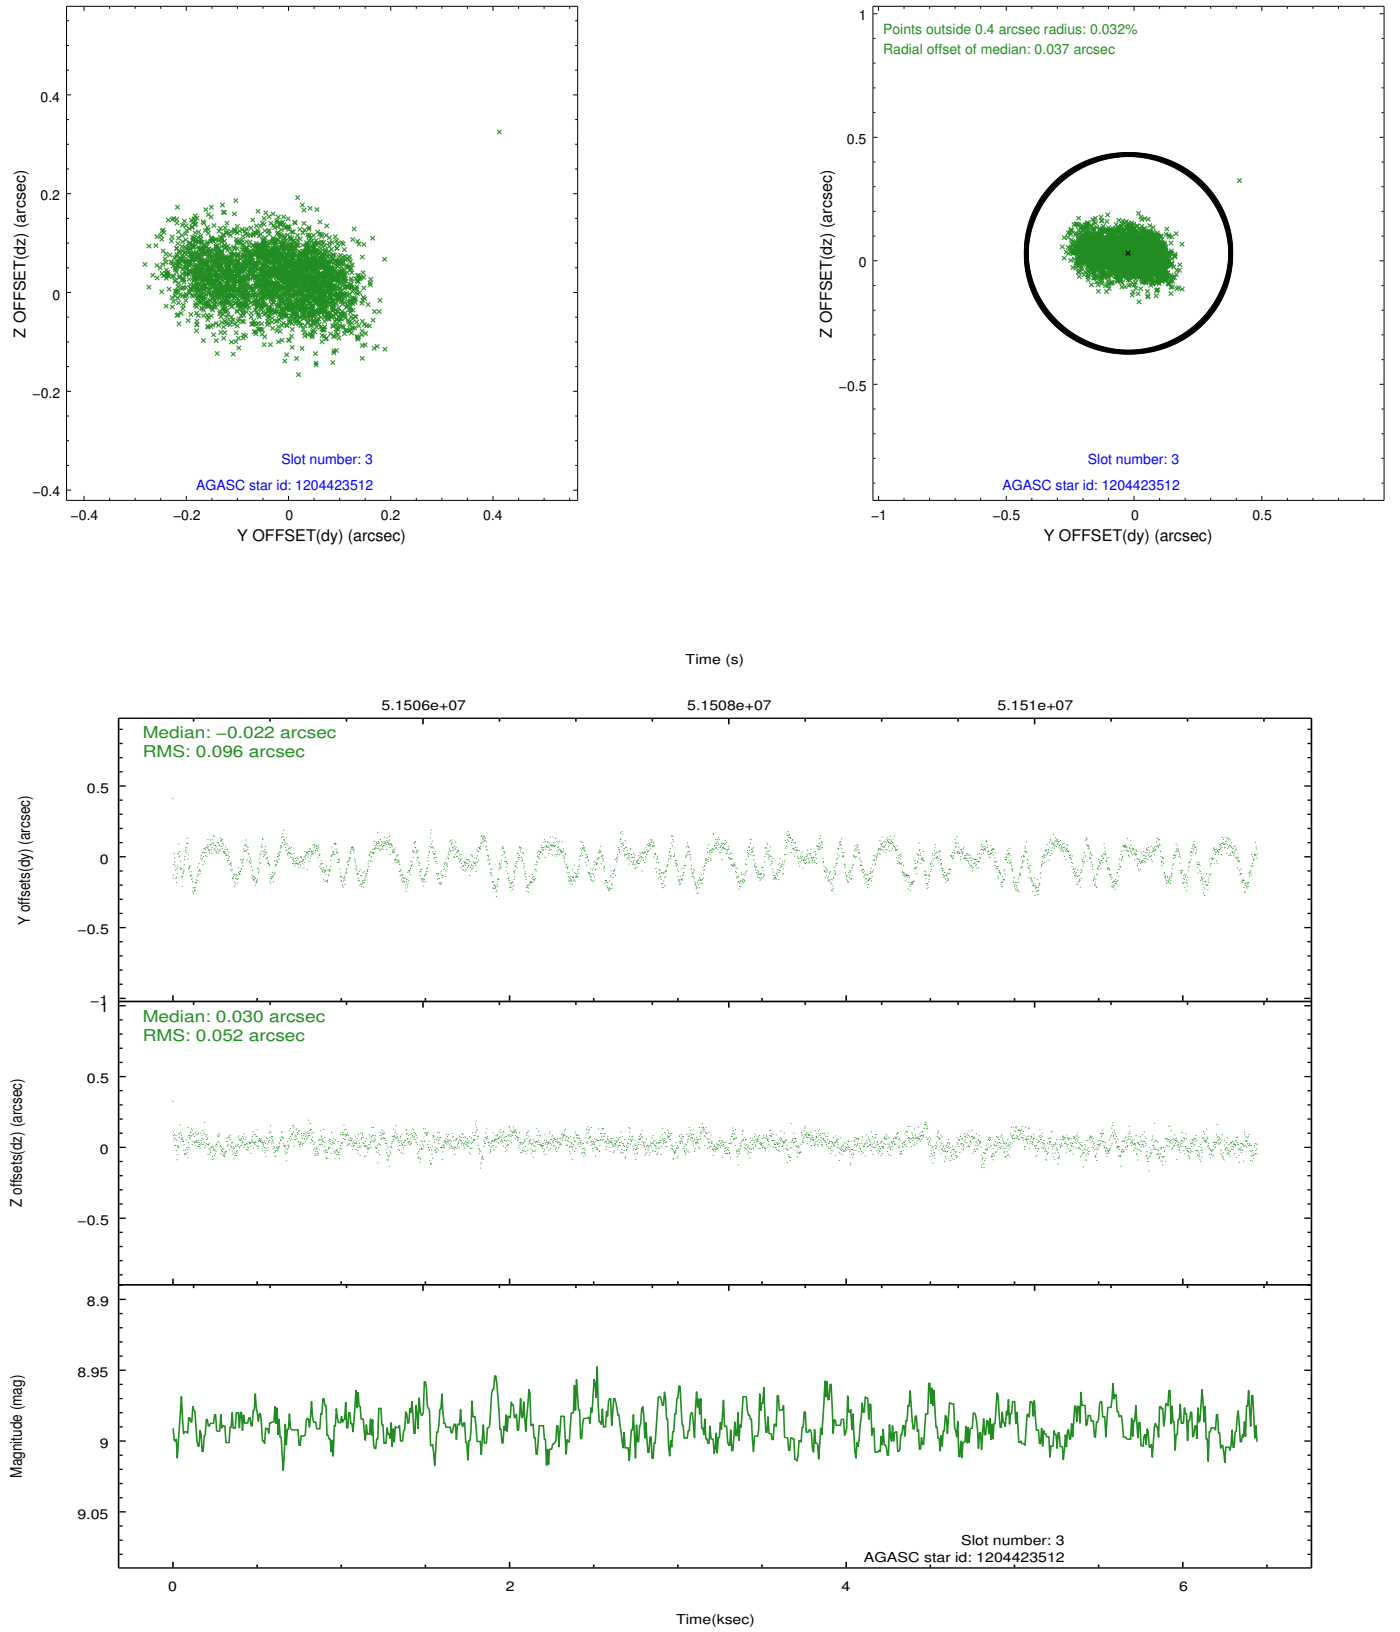 0.4
0.2
0
−0.2
−0.4
Z OFFSET(dz) (arcsec)
Slot number: 3
AGASC star id: 1204423512
−0.4 −0.2 0 0.2 0.4
Y OFFSET(dy) (arcsec)
1
0.5
0
−0.5
Z OFFSET(dz) (arcsec)
Points outside 0.4 arcsec radius: 0.032%
Radial offset of median: 0.037 arcsec
Slot number: 3
AGASC star id: 1204423512
−1 −0.5 0 0.5
Y OFFSET(dy) (arcsec)
Time (s)
5.1506e+07 5.1508e+07 5.151e+07
Median: −0.022 arcsec
RMS: 0.096 arcsec
0.5
0
−0.5
−1
Y offsets(dy) (arcsec)
Median: 0.030 arcsec
RMS: 0.052 arcsec
1
0.5
0
−0.5
Z offsets(dz) (arcsec)
8.9
8.95
9
9.05
Magnitude (mag)
Slot number: 3
AGASC star id: 1204423512
0 2 4 6
Time(ksec)